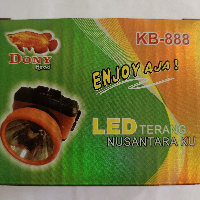 KB-888
Dony
ENJOY AJA!
LED TERANG
NUSANTARA KU